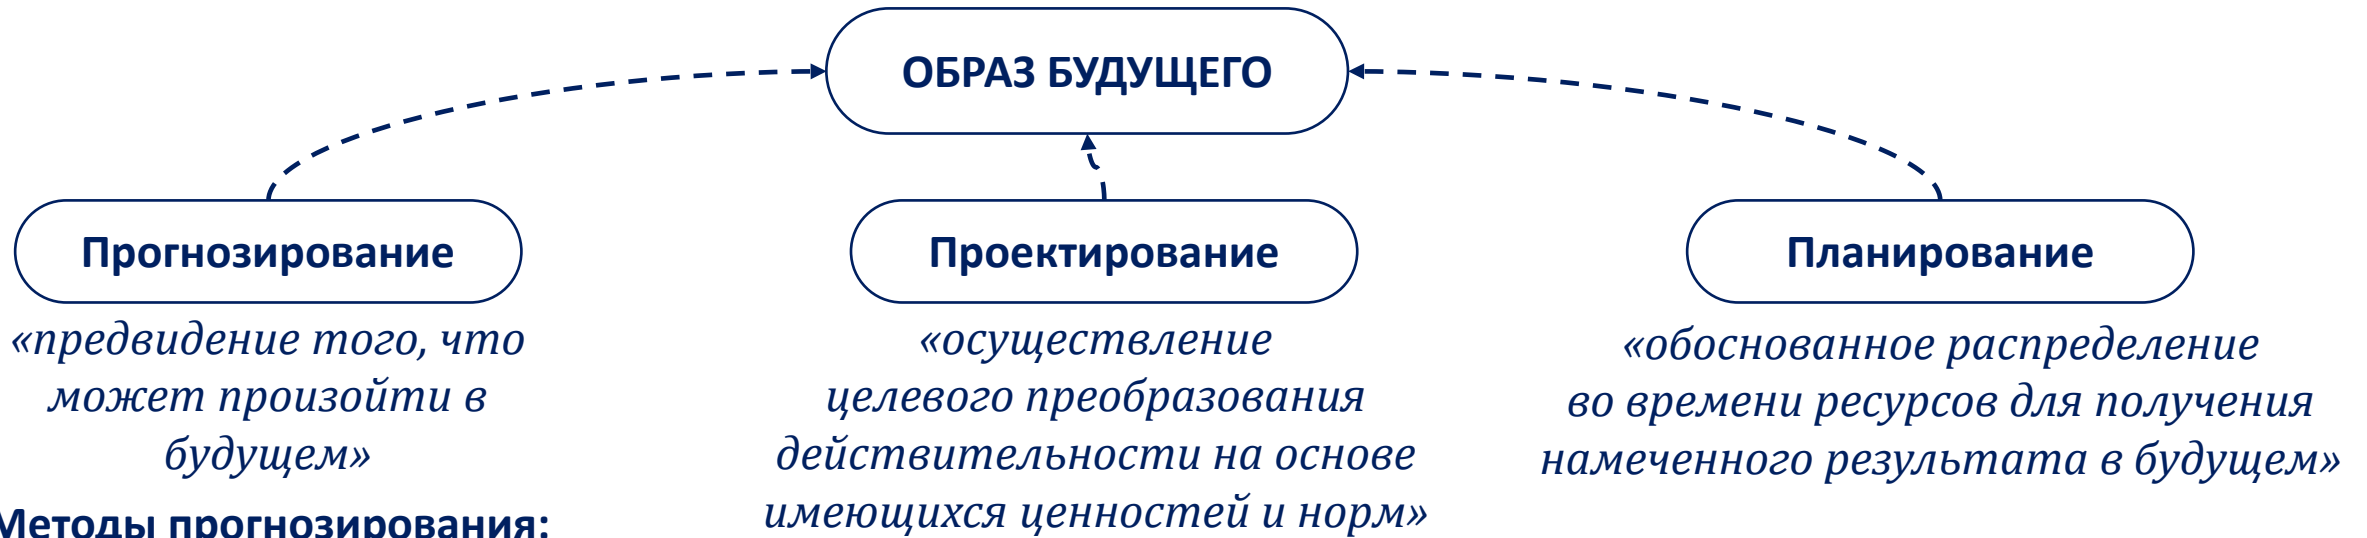 ОБРАЗ БУДУЩЕГО
Прогнозирование
«предвидение того, что
может произойти в
будущем»
Методы прогнозирования:
Проектирование
«осуществление
целевого преобразования
действительности на основе
имеющихся ценностей и норм»
Планирование
«обоснованное распределение
во времени ресурсов для получения
намеченного результата в будущем»